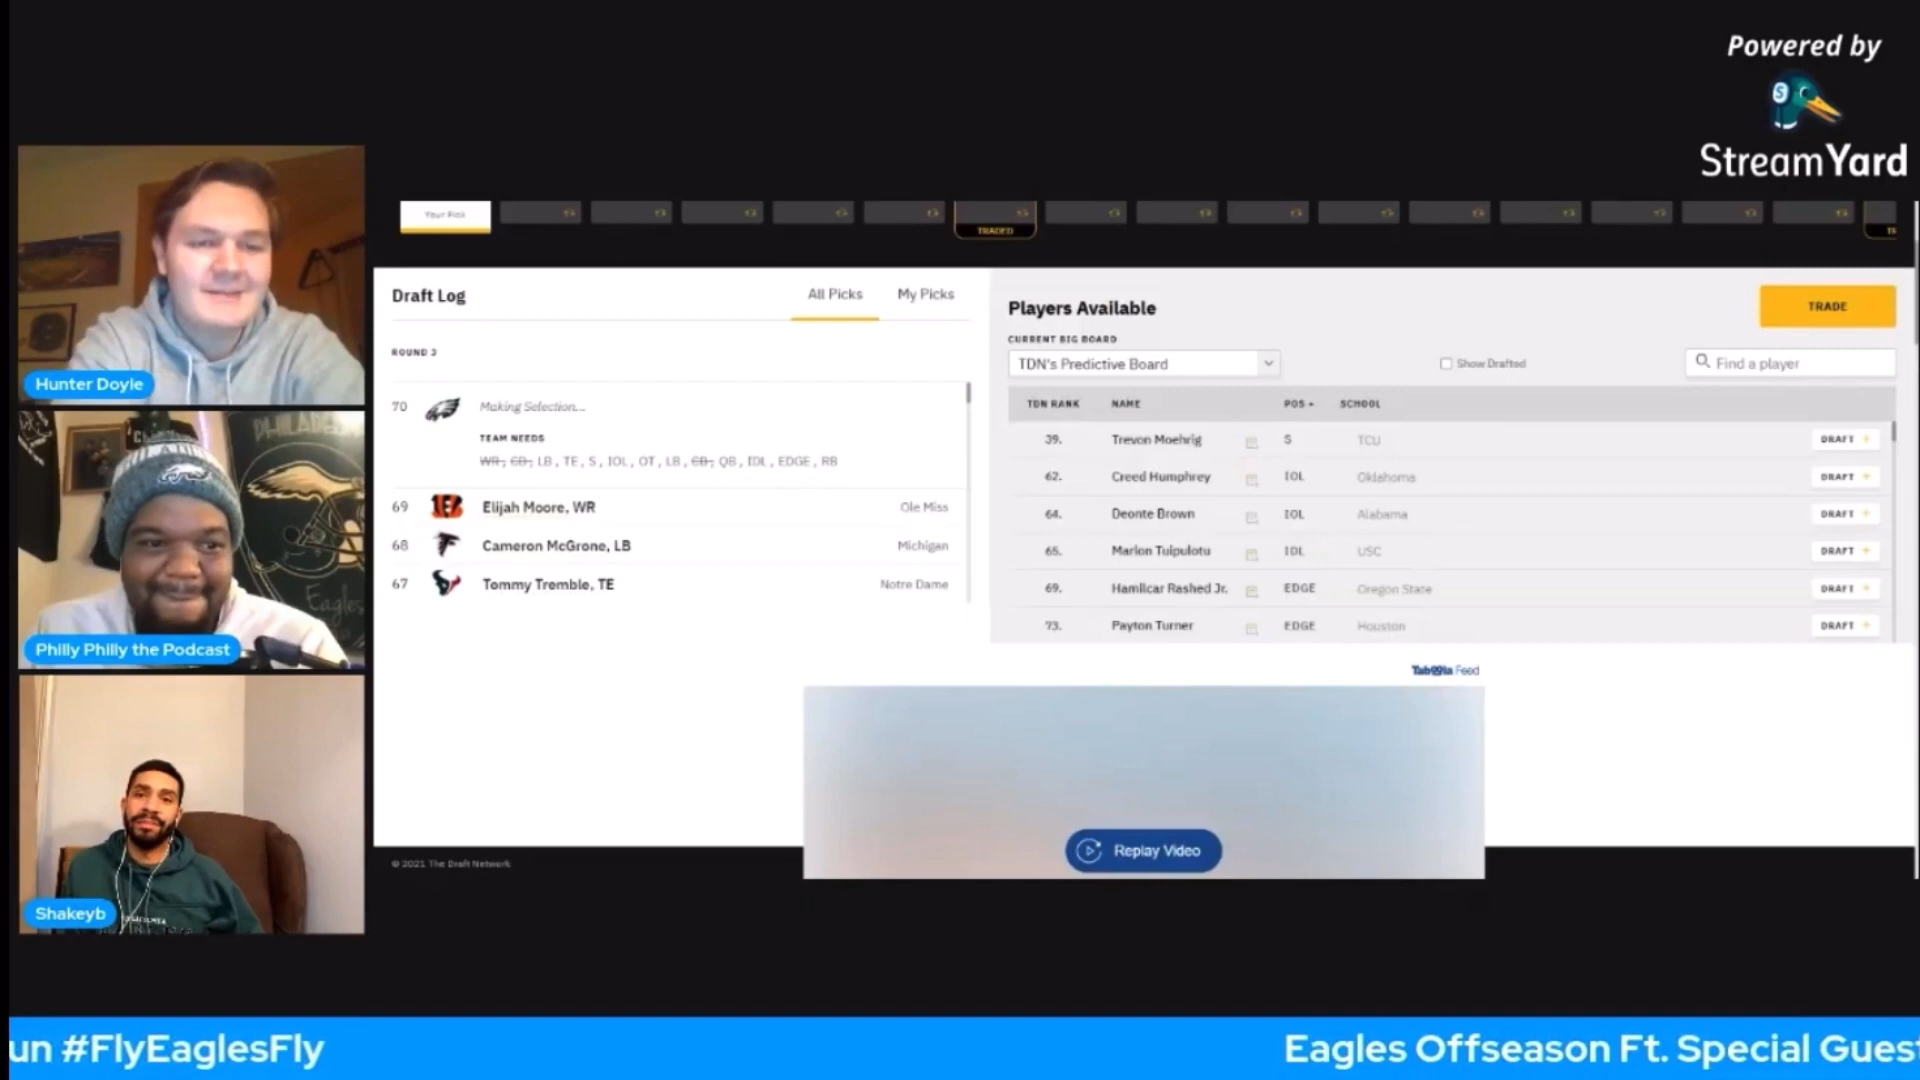 Powered by
StreamYard
Your Pick
TRADED
Hunter Doyle
Philly Philly the Podcast
Shakeyb
PHILADEL
Eagles
Draft Log
All Picks
My Picks
ROUND 3
70 Making Selection...
TEAM NEEDS
WR, CB, LB, TE, S, IOL, OT, LB, CB, QB, IDL, EDGE, RB
69 Elijah Moore, WR Ole Miss
68 Cameron McGrone, LB Michigan
67 Tommy Tremble, TE Notre Dame
Players Available
TRADE
CURRENT BIG BOARD
TDN's Predictive Board
Show Drafted
Find a player
TDN RANK NAME POS SCHOOL
39. Trevon Moehrig S TCU DRAFT +
62. Creed Humphrey IOL Oklahoma DRAFT +
64. Deonte Brown IOL Alabama DRAFT +
65. Marlon Tuipulotu IDL USC DRAFT +
69. Hamilcar Rashed Jr. EDGE Oregon State DRAFT +
73. Payton Turner EDGE Houston DRAFT +
Taboola Feed
Replay Video
© 2021 The Draft Network
un #FlyEaglesFly
Eagles Offseason Ft. Special Guest